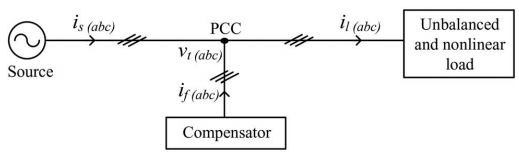 i_s (abc)
PCC
i_l (abc)
Unbalanced
and nonlinear
load
Source
v_t (abc)
i_f (abc)
Compensator